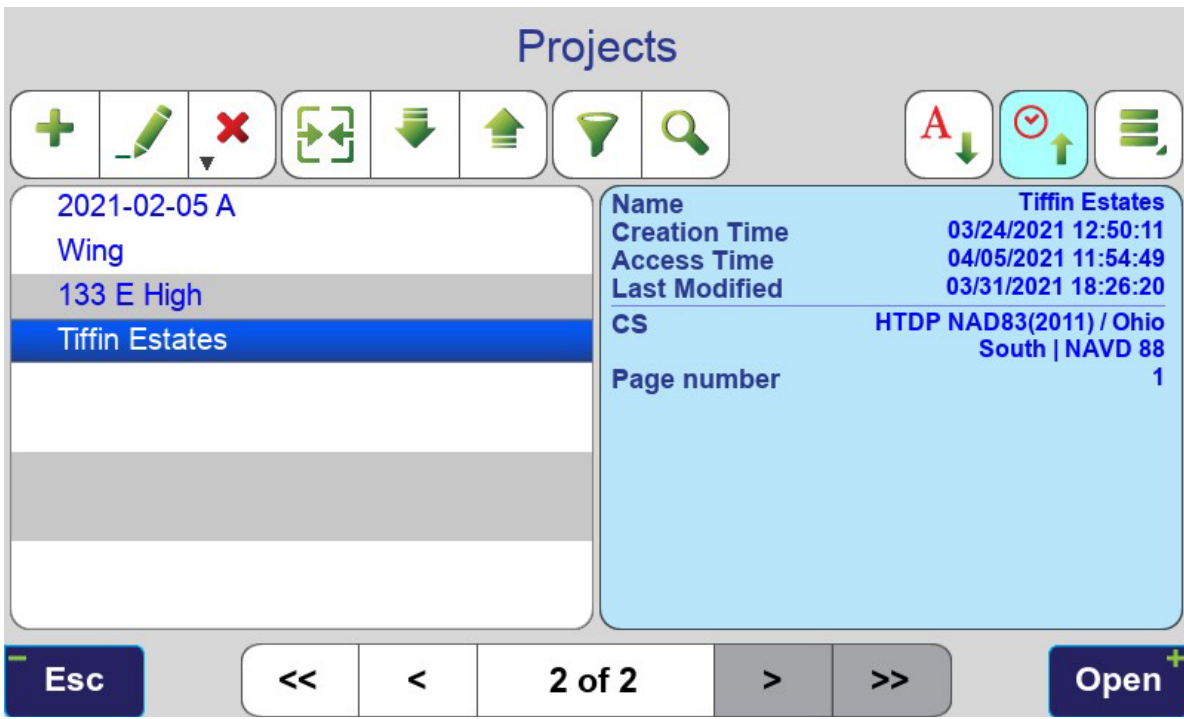 Projects
A
2021-02-05 A
Wing
133 E High
Tiffin Estates
Name Tiffin Estates
Creation Time 03/24/2021 12:50:11
Access Time 04/05/2021 11:54:49
Last Modified 03/31/2021 18:26:20
CS HTDP NAD83(2011) / Ohio
South | NAVD 88
Page number 1
Esc << < 2 of 2 > >> Open